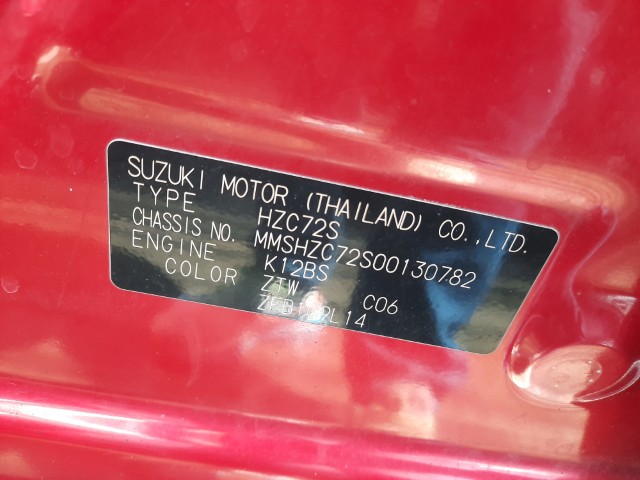 SUZUKI MOTOR (THAILAND) CO.,LTD.
TYPE HZC72S
CHASSIS NO. MMSHZC72S00130782
ENGINE K12BS
COLOR ZTW C06